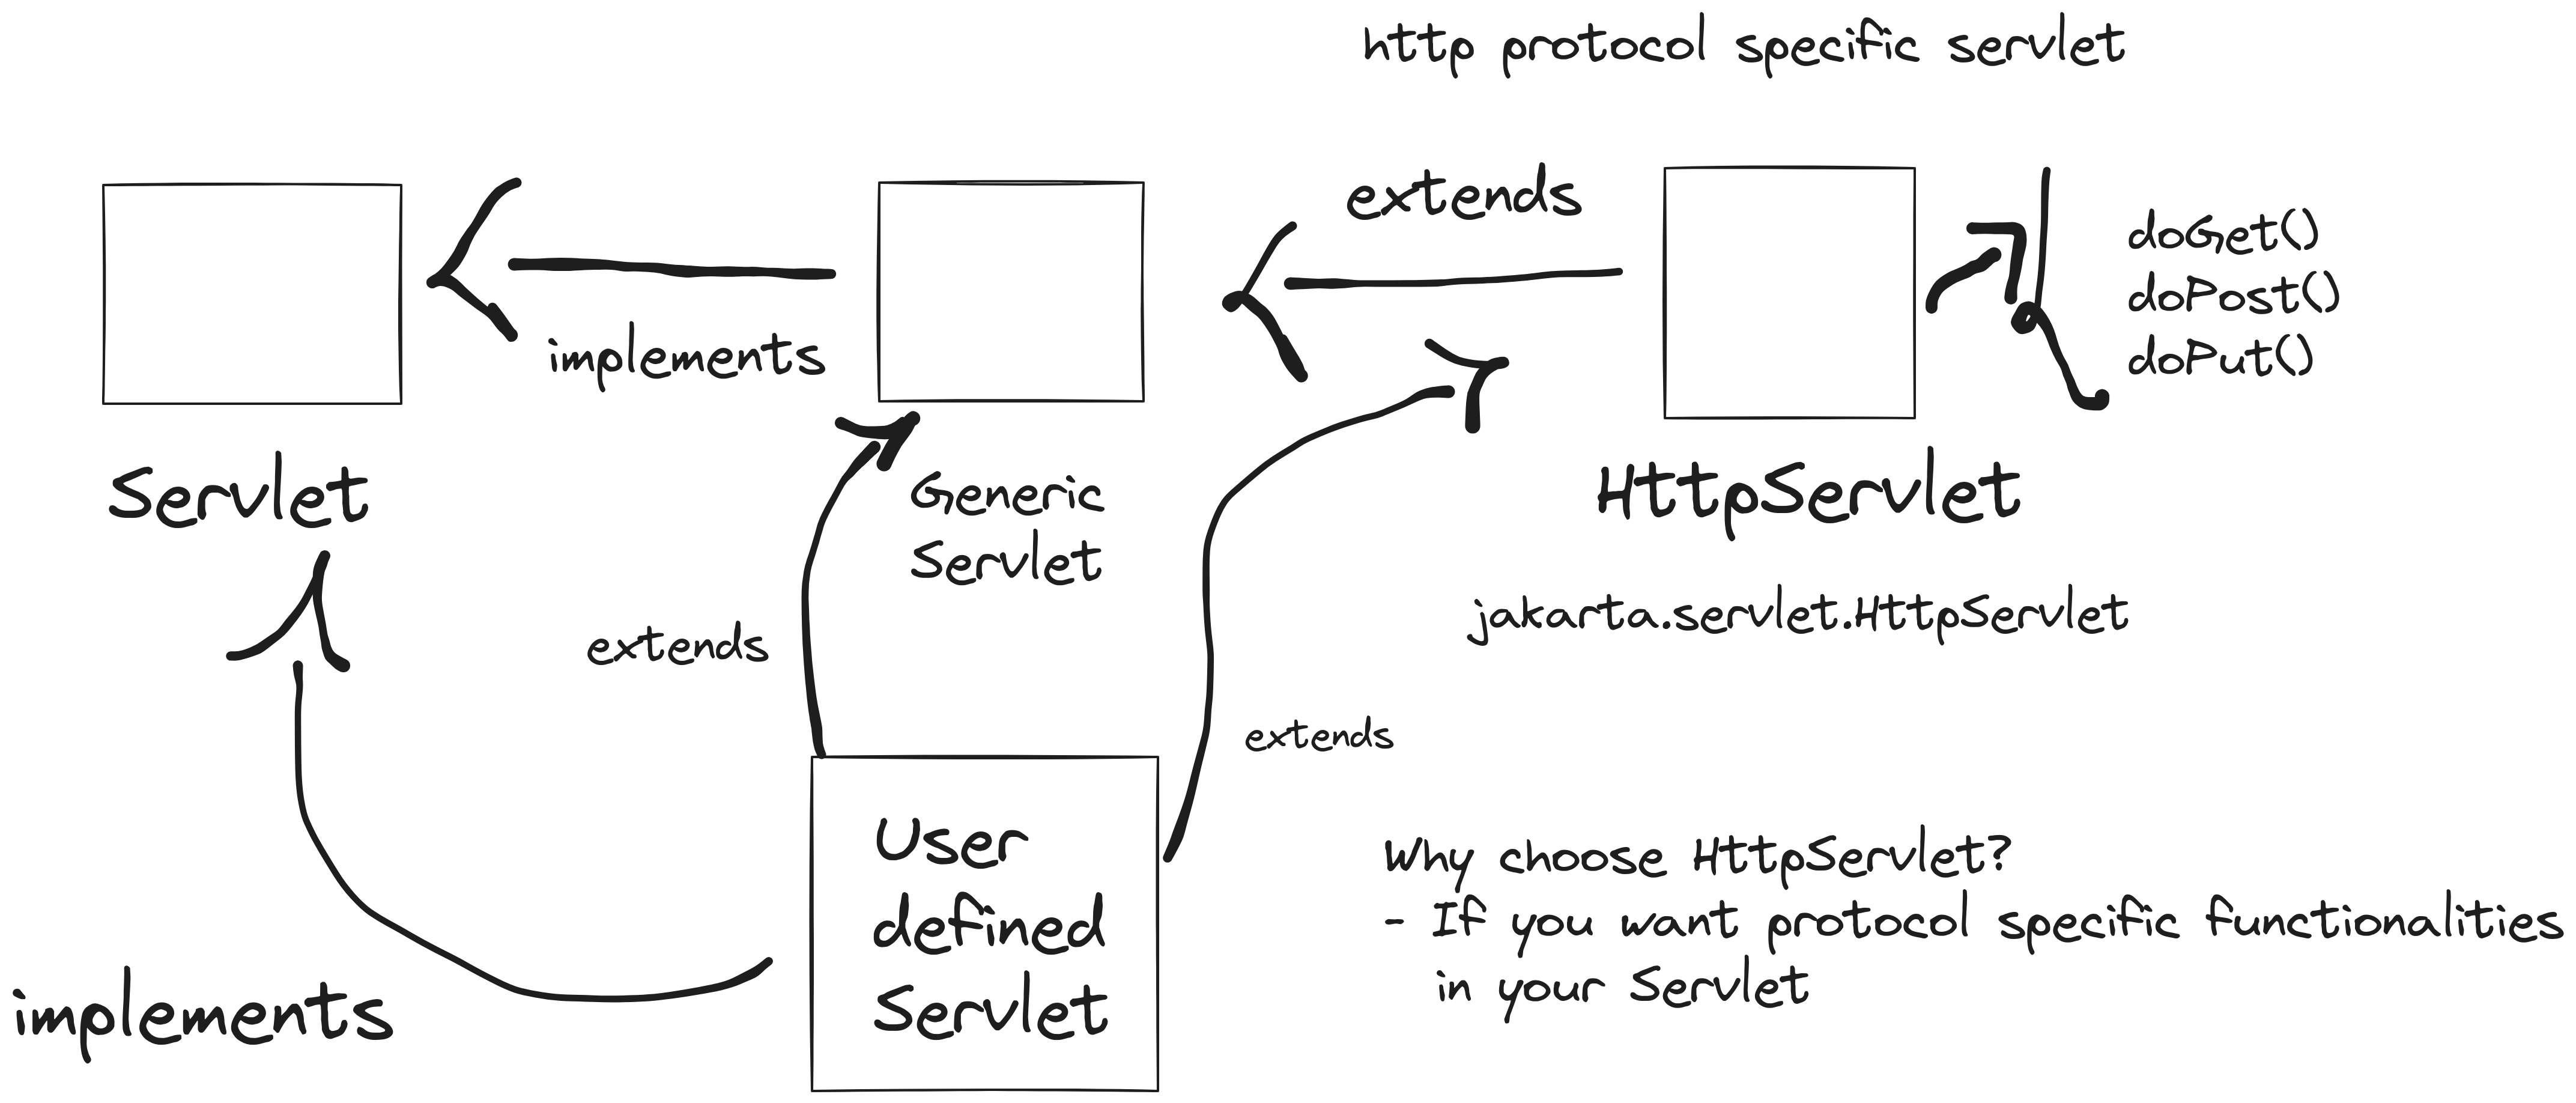 http protocol specific servlet
extends
doGet()
doPost()
doPut()
implements
Servlet
Generic
Servlet
HttpServlet
jakarta.servlet.HttpServlet
extends
extends
User
defined
Servlet
implements
Why choose HttpServlet?
- If you want protocol specific functionalities
in your Servlet